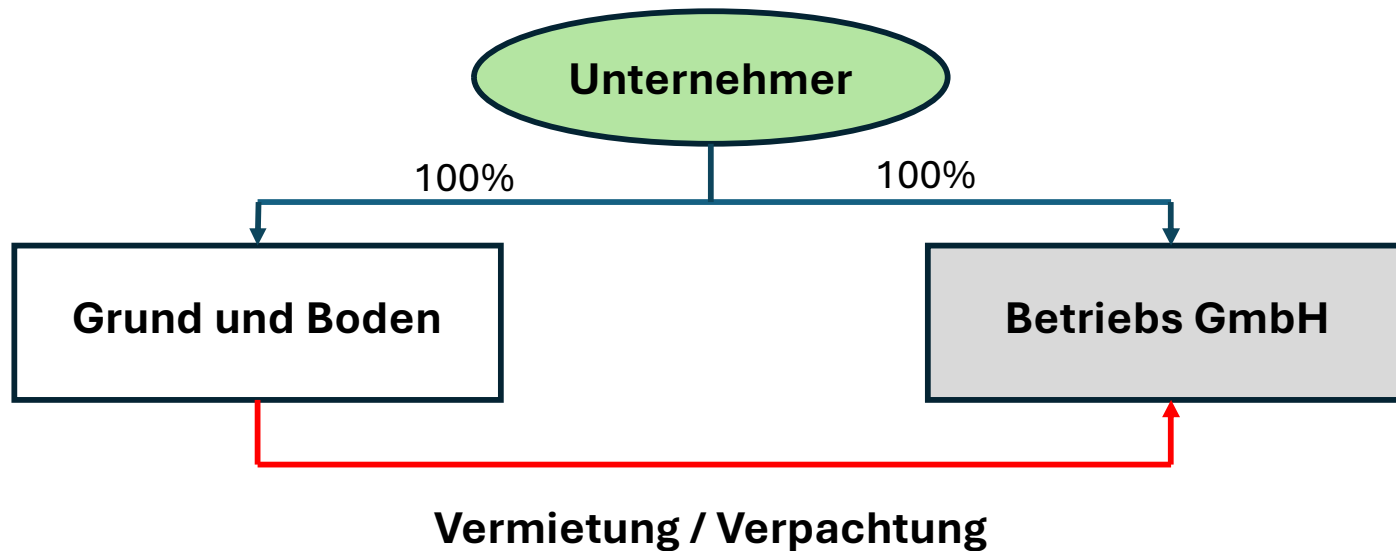 Unternehmer
100%
100%
Grund und Boden
Betriebs GmbH
Vermietung / Verpachtung